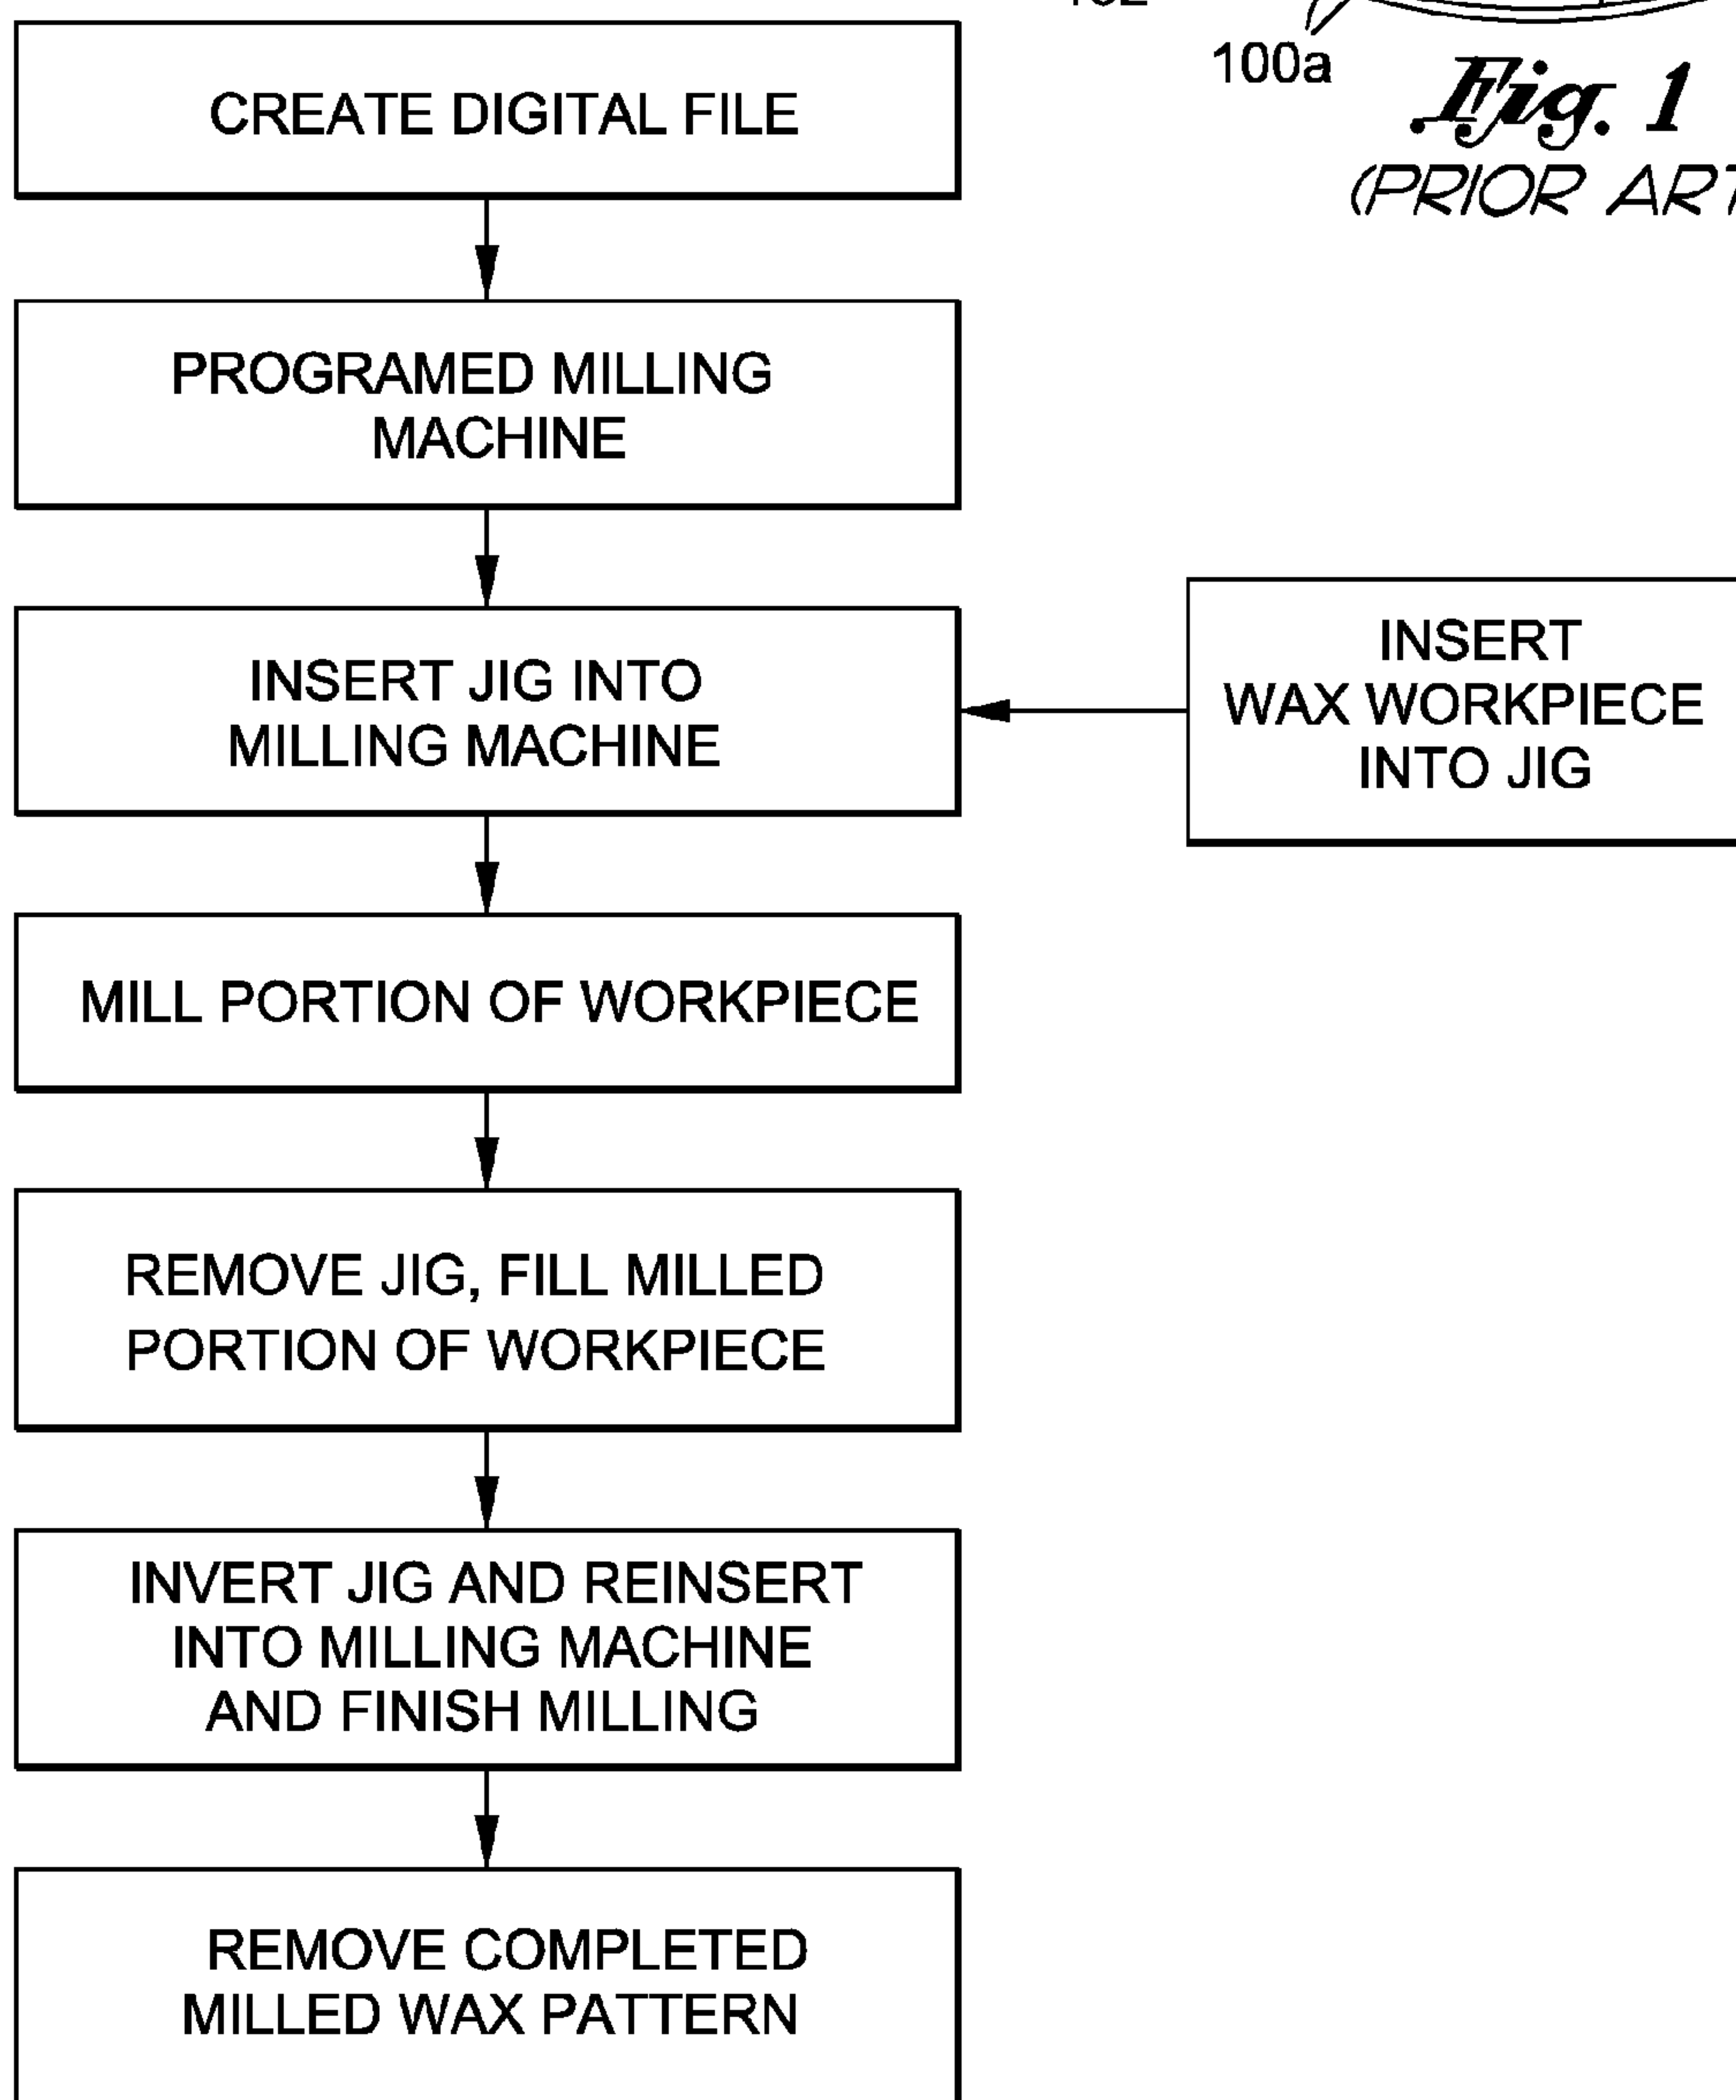 100a
Fig. 1
(PRIOR ART
CREATE DIGITAL FILE
PROGRAMED MILLING
MACHINE
INSERT JIG INTO
MILLING MACHINE
INSERT
WAX WORKPIECE
INTO JIG
MILL PORTION OF WORKPIECE
REMOVE JIG, FILL MILLED
PORTION OF WORKPIECE
INVERT JIG AND REINSERT
INTO MILLING MACHINE
AND FINISH MILLING
REMOVE COMPLETED
MILLED WAX PATTERN